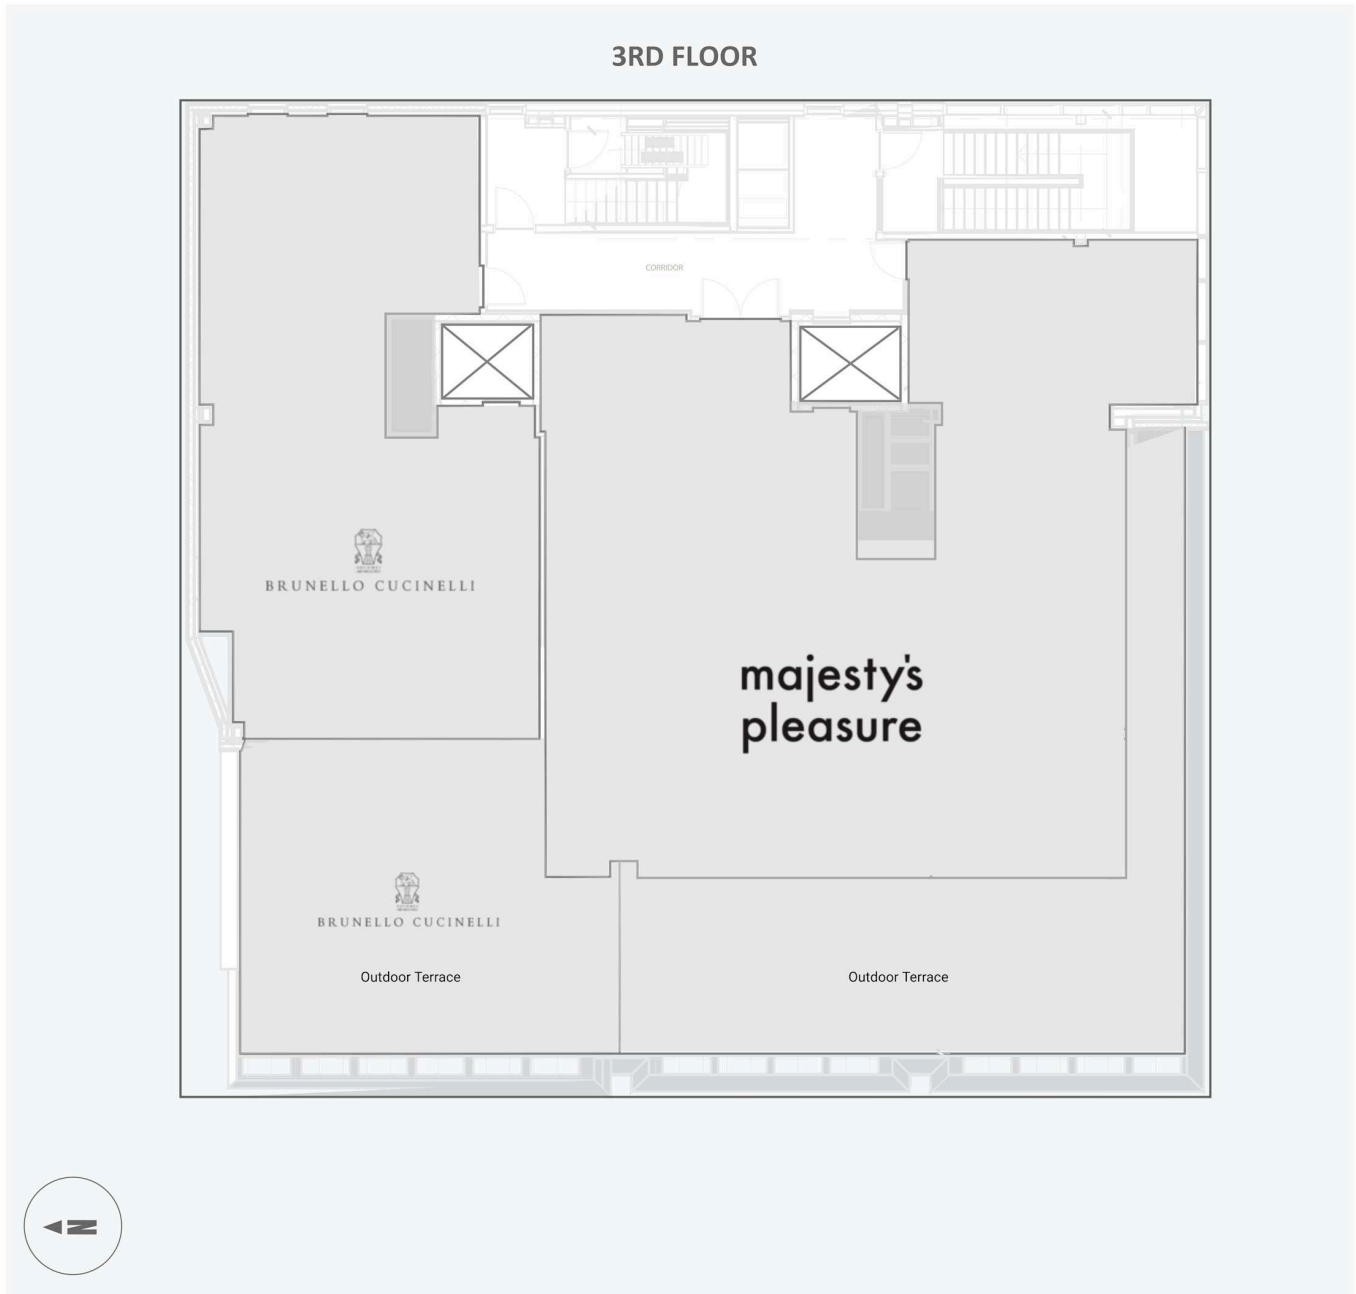 3RD FLOOR
CORRIDOR
BRUNELLO CUCINELLI
majesty's
pleasure
BRUNELLO CUCINELLI
Outdoor Terrace
Outdoor Terrace
N